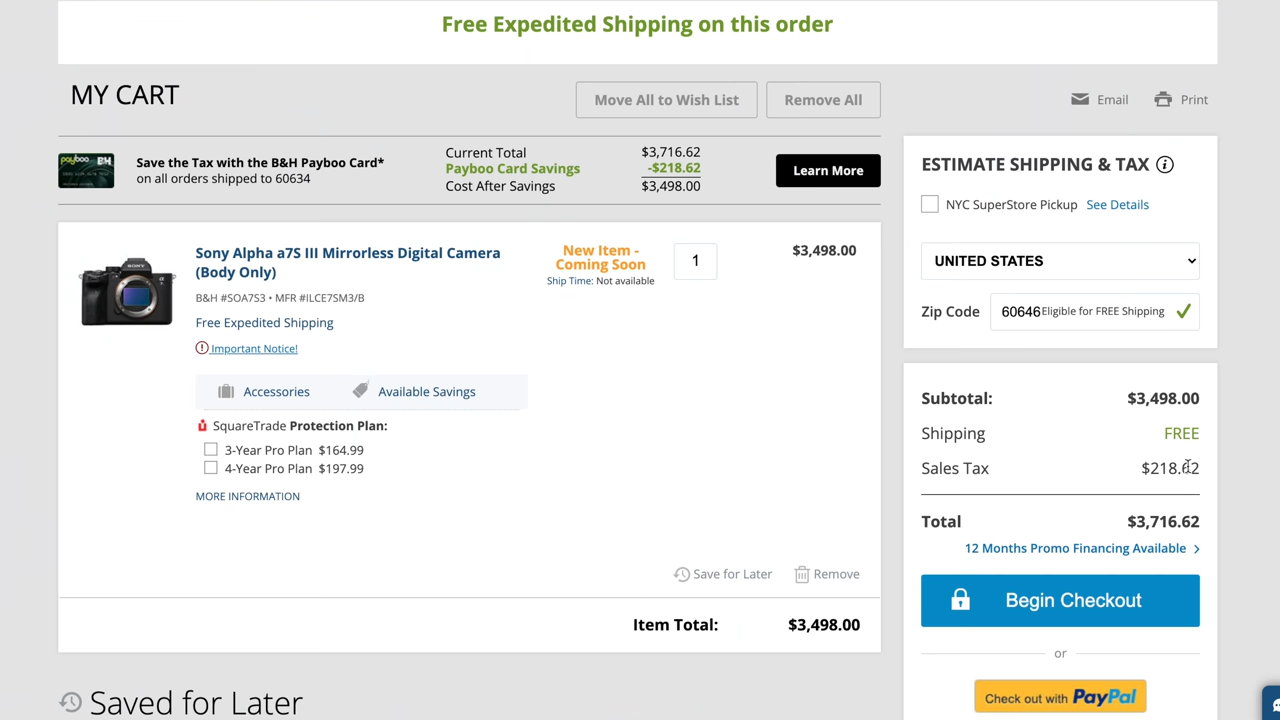 Free Expedited Shipping on this order
MY CART
Move All to Wish List
Remove All
Email
Print
payboo B&H
Save the Tax with the B&H Payboo Card*
on all orders shipped to 60634
Current Total $3,716.62
Payboo Card Savings -$218.62
Cost After Savings $3,498.00
Learn More
Sony Alpha a7S III Mirrorless Digital Camera
(Body Only)
B&H #SOA7S3 • MFR #ILCE7SM3/B
Free Expedited Shipping
Important Notice!
New Item -
Coming Soon
Ship Time: Not available
1
$3,498.00
SONY
Accessories
Available Savings
SquareTrade Protection Plan:
3-Year Pro Plan $164.99
4-Year Pro Plan $197.99
MORE INFORMATION
Save for Later
Remove
Item Total: $3,498.00
Saved for Later
ESTIMATE SHIPPING & TAX
NYC SuperStore Pickup See Details
UNITED STATES
Zip Code 60646 Eligible for FREE Shipping
Subtotal: $3,498.00
Shipping FREE
Sales Tax $218.62
Total $3,716.62
12 Months Promo Financing Available >
Begin Checkout
or
Check out with PayPal